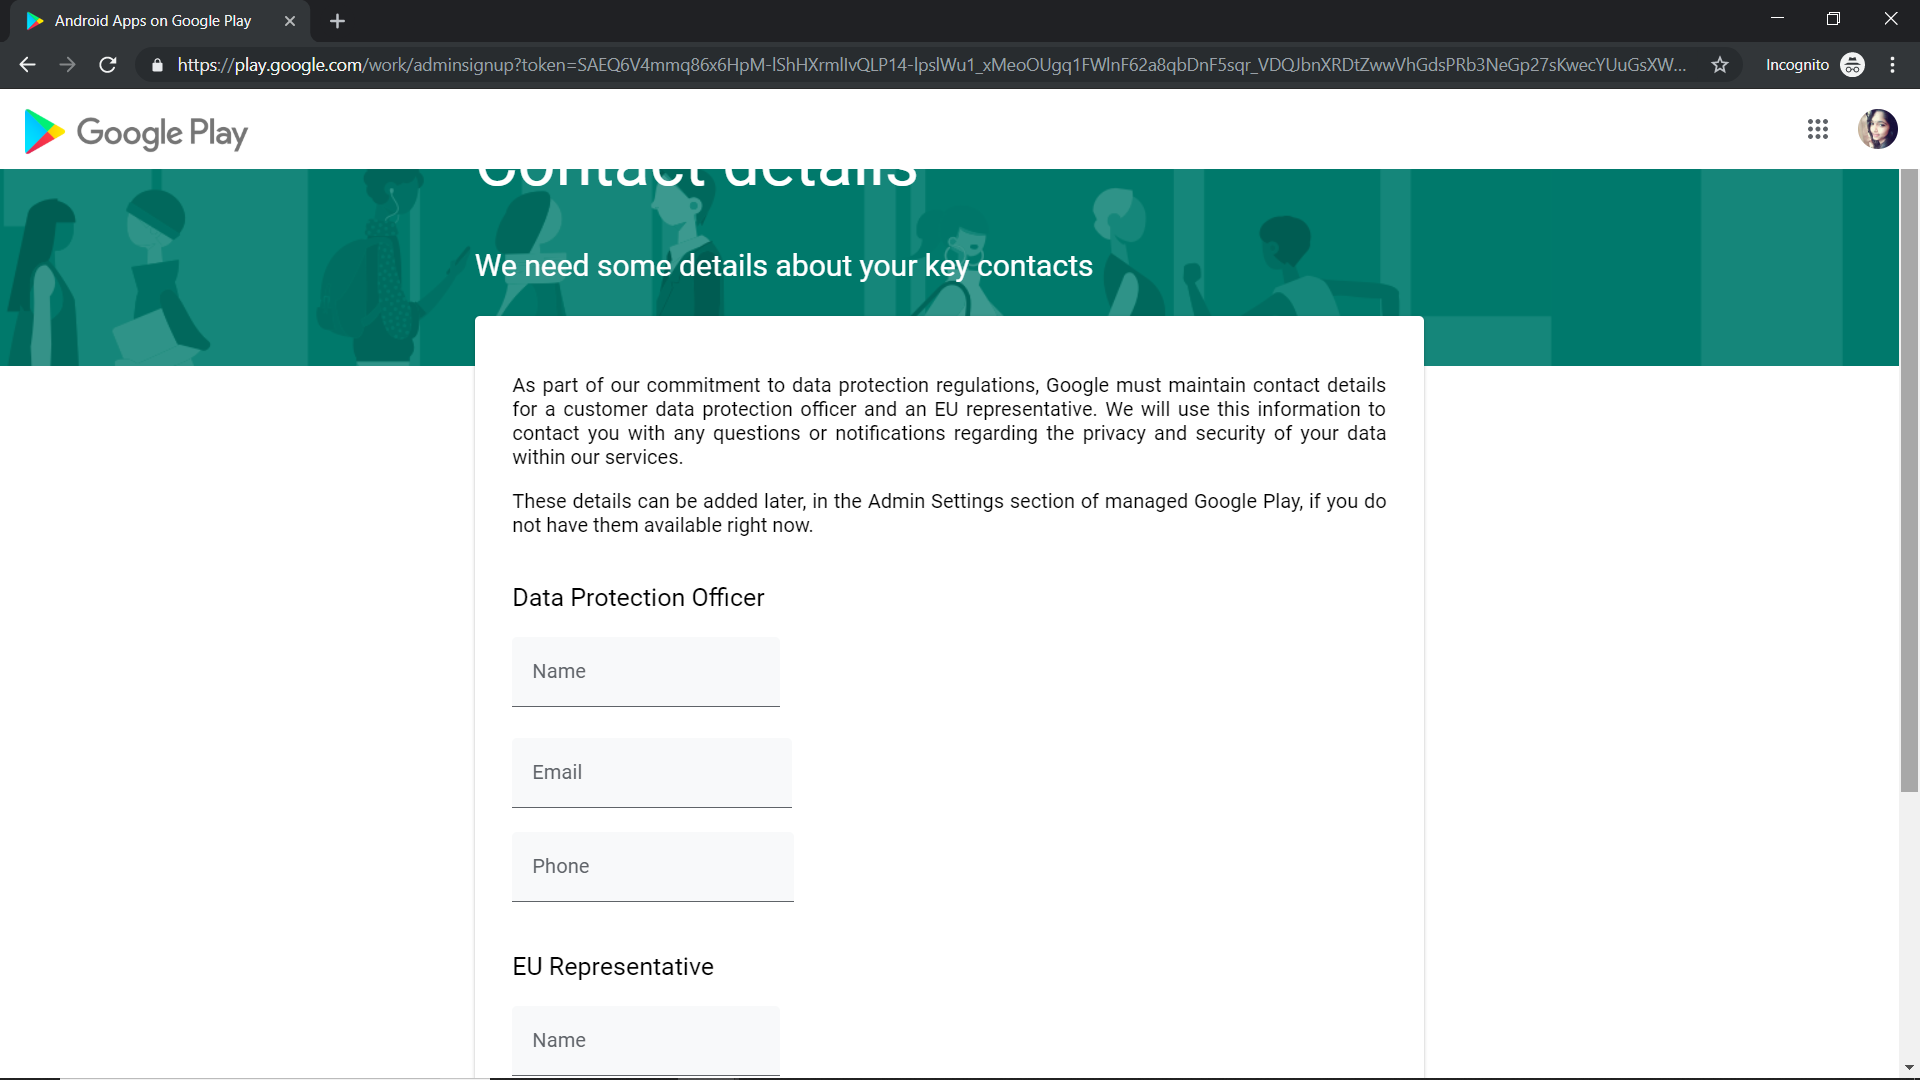 Android Apps on Google Play
https://play.google.com/work/adminsignup?token=SAEQ6V4mmq86x6HpM-lShHXrmlIvQLP14-lpslWu1_xMeoOUgq1FWlnF62a8qbDnF5sqr_VDQJbnXRDtZwwVhGdsPRb3NeGp27sKwecYUuGsXW...
Incognito
Google Play
Contact details
We need some details about your key contacts
As part of our commitment to data protection regulations, Google must maintain contact details
for a customer data protection officer and an EU representative. We will use this information to
contact you with any questions or notifications regarding the privacy and security of your data
within our services.
These details can be added later, in the Admin Settings section of managed Google Play, if you do
not have them available right now.
Data Protection Officer
Name
Email
Phone
EU Representative
Name